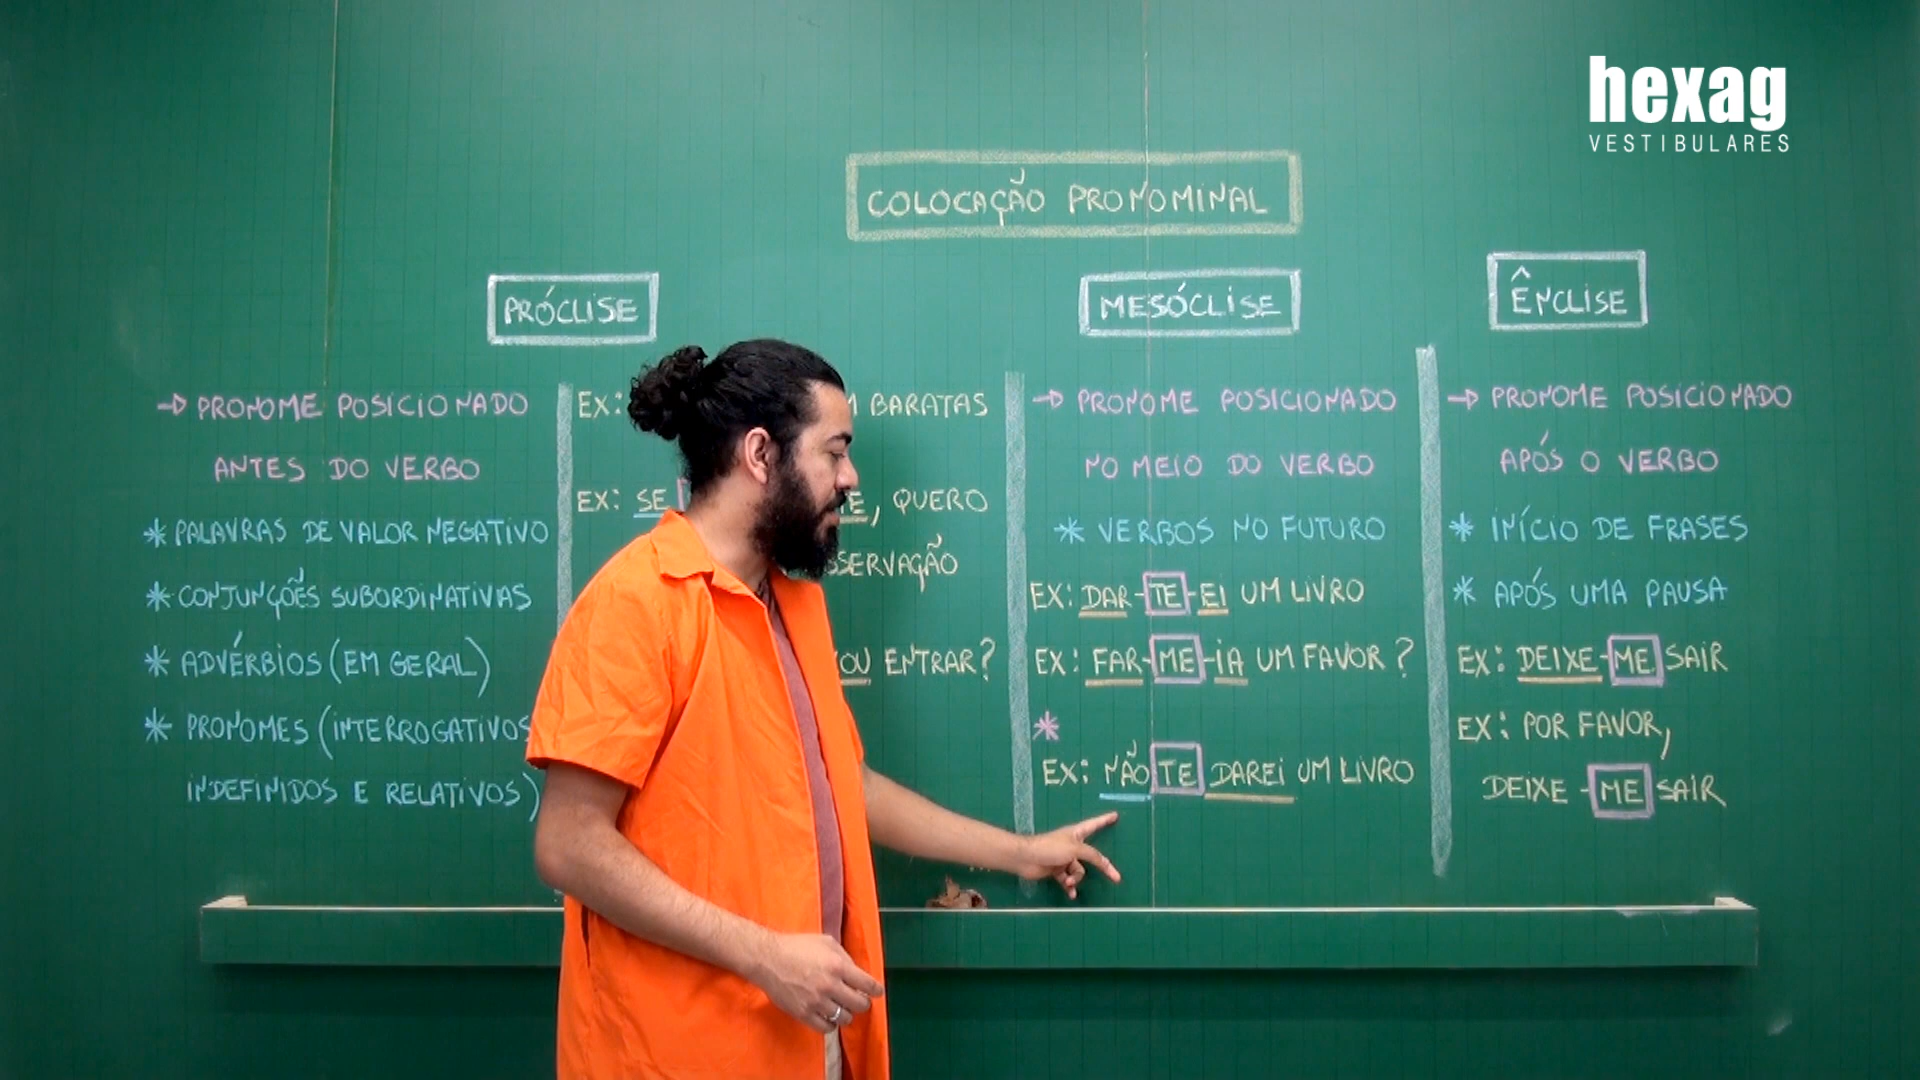 hexag
VESTIBULARES
COLOCAÇÃO PRONOMINAL
PRÓCLISE
→ PRONOME POSICIONADO
ANTES DO VERBO
* PALAVRAS DE VALOR NEGATIVO
* CONJUNÇÕES SUBORDINATIVAS
* ADVÉRBIOS (EM GERAL)
* PRONOMES (INTERROGATIVOS
INDEFINIDOS E RELATIVOS)
EX: BARATAS
EX: SE , QUERO
ENTRAR?
MESÓCLISE
→ PRONOME POSICIONADO
NO MEIO DO VERBO
* VERBOS NO FUTURO
EX: DAR-TE-EI UM LIVRO
EX: FAR-ME-IA UM FAVOR?
*
EX: NÃO TE DAREI UM LIVRO
ÊNCLISE
→ PRONOME POSICIONADO
APÓS O VERBO
* INÍCIO DE FRASES
* APÓS UMA PAUSA
EX: DEIXE-ME SAIR
EX: POR FAVOR,
DEIXE-ME SAIR